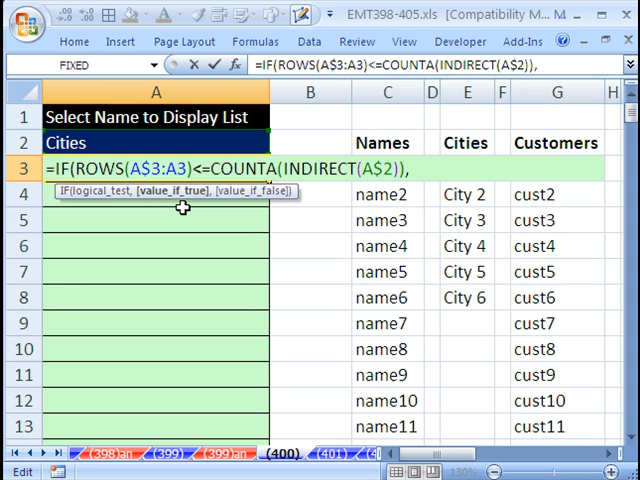 EMT398-405.xls [Compatibility M...
Home Insert Page Layout Formulas Data Review View Developer Add-Ins
FIXED =IF(ROWS(A$3:A3)<=COUNTA(INDIRECT(A$2)),
A B C D E F G H
1 Select Name to Display List
2 Cities Names Cities Customers
3 =IF(ROWS(A$3:A3)<=COUNTA(INDIRECT(A$2)),
IF(logical_test, [value_if_true], [value_if_false])
4 name2 City 2 cust2
5 name3 City 3 cust3
6 name4 City 4 cust4
7 name5 City 5 cust5
8 name6 City 6 cust6
9 name7 cust7
10 name8 cust8
11 name9 cust9
12 name10 cust10
13 name11 cust11
(398)an (399) (399)an (400) (401)
Edit 130%